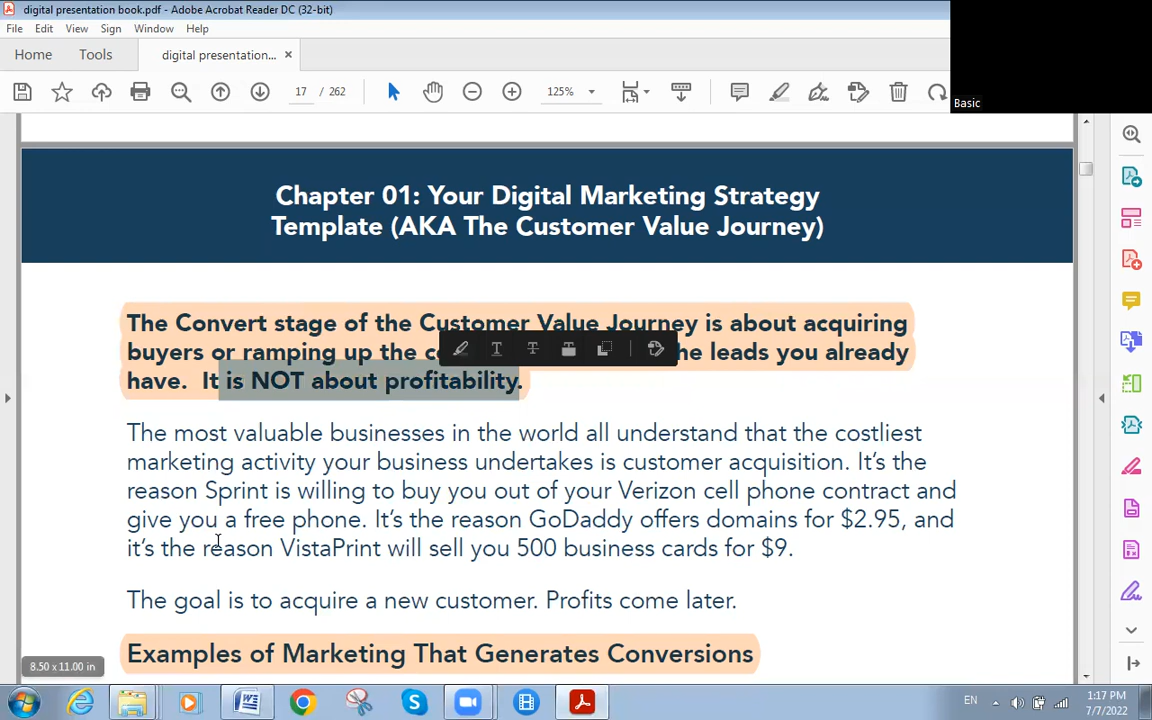 digital presentation book.pdf - Adobe Acrobat Reader DC (32-bit)
File Edit View Sign Window Help
Home Tools digital presentation... ×
17 / 262 125%
Basic
Chapter 01: Your Digital Marketing Strategy
Template (AKA The Customer Value Journey)
The Convert stage of the Customer Value Journey is about acquiring
buyers or ramping up the he leads you already
have. It is NOT about profitability.
The most valuable businesses in the world all understand that the costliest
marketing activity your business undertakes is customer acquisition. It's the
reason Sprint is willing to buy you out of your Verizon cell phone contract and
give you a free phone. It's the reason GoDaddy offers domains for $2.95, and
it's the reason VistaPrint will sell you 500 business cards for $9.
The goal is to acquire a new customer. Profits come later.
Examples of Marketing That Generates Conversions
8.50 x 11.00 in
EN 1:17 PM
7/7/2022